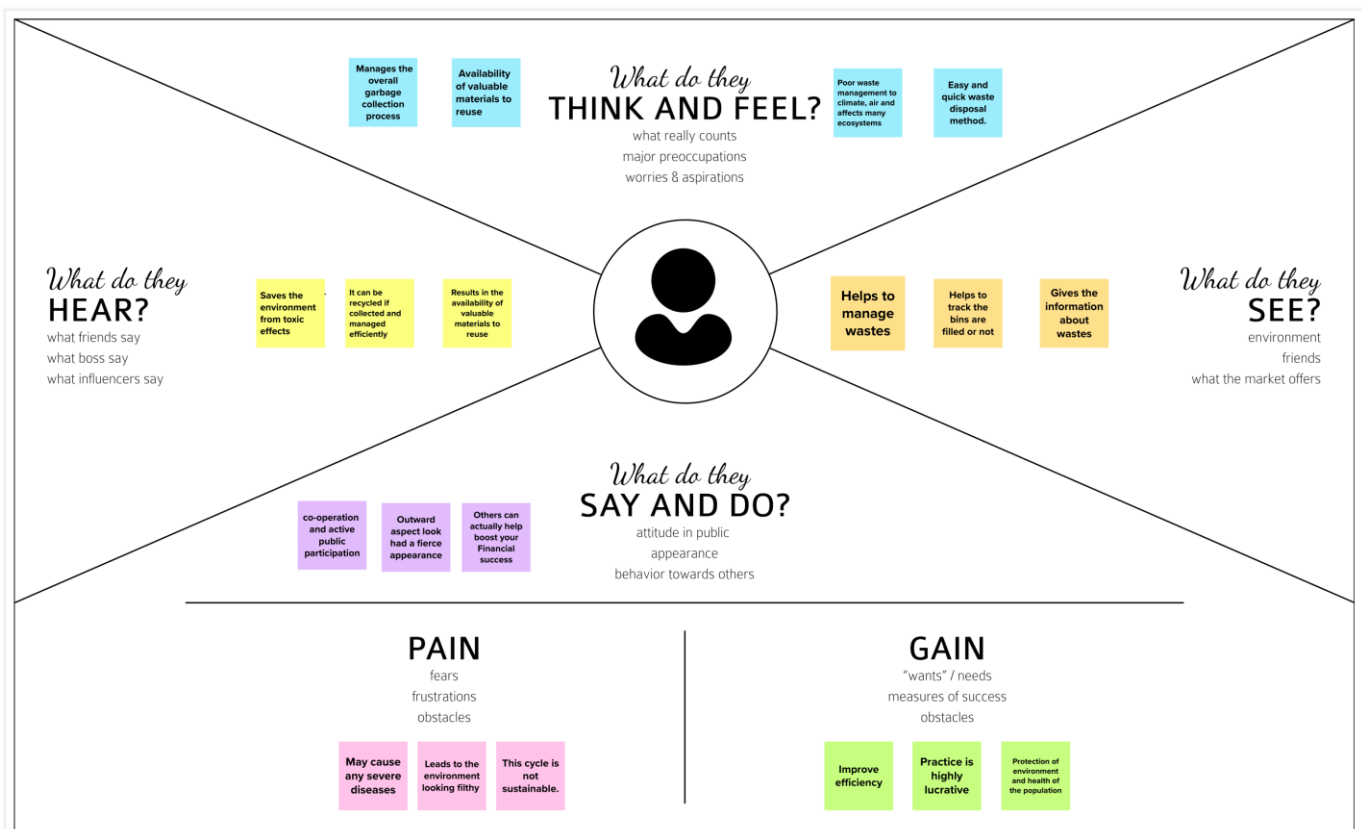 Manages the
overall
garbage
collection
process
Availability
of valuable
materials to
reuse
What do they
THINK AND FEEL?
what really counts
major preoccupations
worries & aspirations
Poor waste
management to
climate, air and
affects many
ecosystems
Easy and
quick waste
disposal
method.
What do they
HEAR?
what friends say
what boss say
what influencers say
Saves the
environment
from toxic
effects
It can be
recycled if
collected and
managed
efficiently
Results in the
availability of
valuable
materials to
reuse
Helps to
manage
wastes
Helps to
track the
bins are
filled or not
Gives the
information
about
wastes
What do they
SEE?
environment
friends
what the market offers
What do they
SAY AND DO?
attitude in public
appearance
behavior towards others
co-operation
and active
public
participation
Outward
aspect look
had a fierce
appearance
Others can
actually help
boost your
Financial
success
PAIN
fears
frustrations
obstacles
May cause
any severe
diseases
Leads to the
environment
looking filthy
This cycle is
not
sustainable.
GAIN
"wants" / needs
measures of success
obstacles
Improve
efficiency
Practice is
highly
lucrative
Protection of
environment
and health of
the population